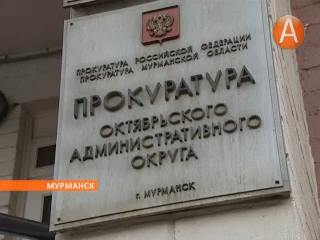 ПРОКУРАТУРА РОССИЙСКОЙ ФЕДЕРАЦИИ
ПРОКУРАТУРА МУРМАНСКОЙ ОБЛАСТИ
ПРОКУРАТУРА
ОКТЯБРЬСКОГО
АДМИНИСТРАТИВНОГО
ОКРУГА
г. МУРМАНСК
МУРМАНСК